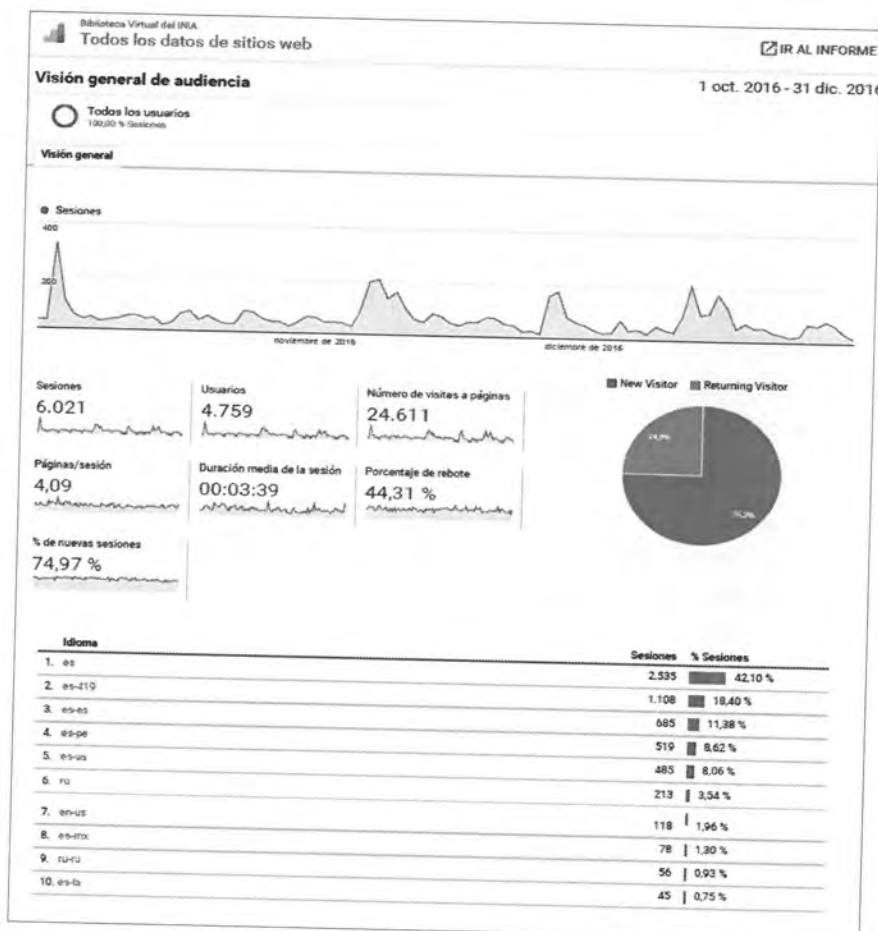 Biblioteca Virtual del INIA
Todos los datos de sitios web
IR AL INFORME
Visión general de audiencia
1 oct. 2016 - 31 dic. 2016
Todos los usuarios
100,00 % Sesiones
Visión general
Sesiones
400
200
noviembre de 2016
diciembre de 2016
Sesiones
6.021
Usuarios
4.759
Número de visites a páginas
24.611
New Visitor
Returning Visitor
Páginas/sesión
4,09
Duración media de la sesión
00:03:39
Porcentaje de rebote
44,31 %
% de nuevas sesiones
74,97 %
Idioma Sesiones % Sesiones
1. es 2.535 42,10 %
2. es-419 1.108 18,40 %
3. es-es 685 11,38 %
4. es-pe 519 8,62 %
5. es-us 485 8,06 %
6. ru 213 3,54 %
7. en-us 118 1,96 %
8. es-mx 78 1,30 %
9. ru-ru 56 0,93 %
10. es-la 45 0,75 %